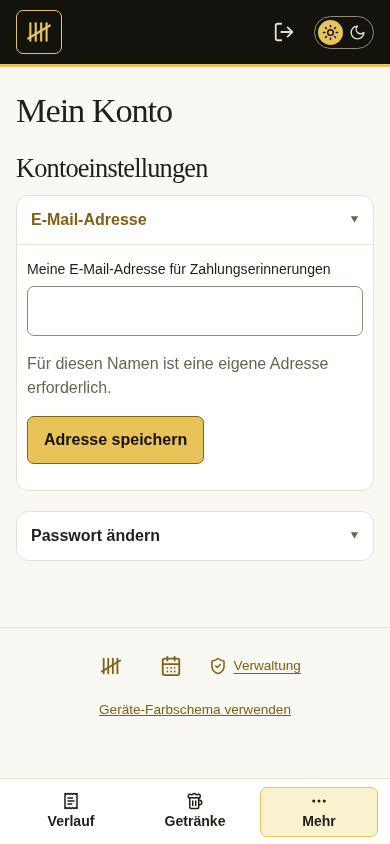 Mein Konto
Kontoeinstellungen
E-Mail-Adresse
Meine E-Mail-Adresse für Zahlungserinnerungen
Für diesen Namen ist eine eigene Adresse
erforderlich.
Adresse speichern
Passwort ändern
Verwaltung
Geräte-Farbschema verwenden
Verlauf
Getränke
Mehr